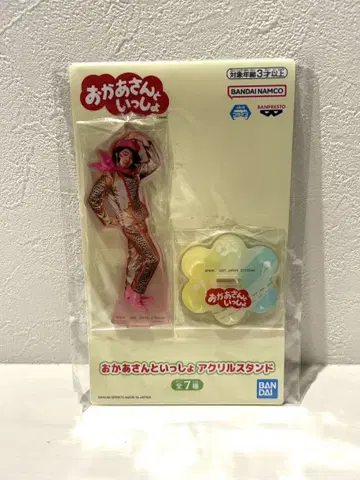 おかあさんと
いっしょ
対象年齢3才以上
BANDAI NAMCO
BANPRESTO
おかあさんと
いっしょ
おかあさんといっしょ アクリルスタンド
全7種
BAN
DAI